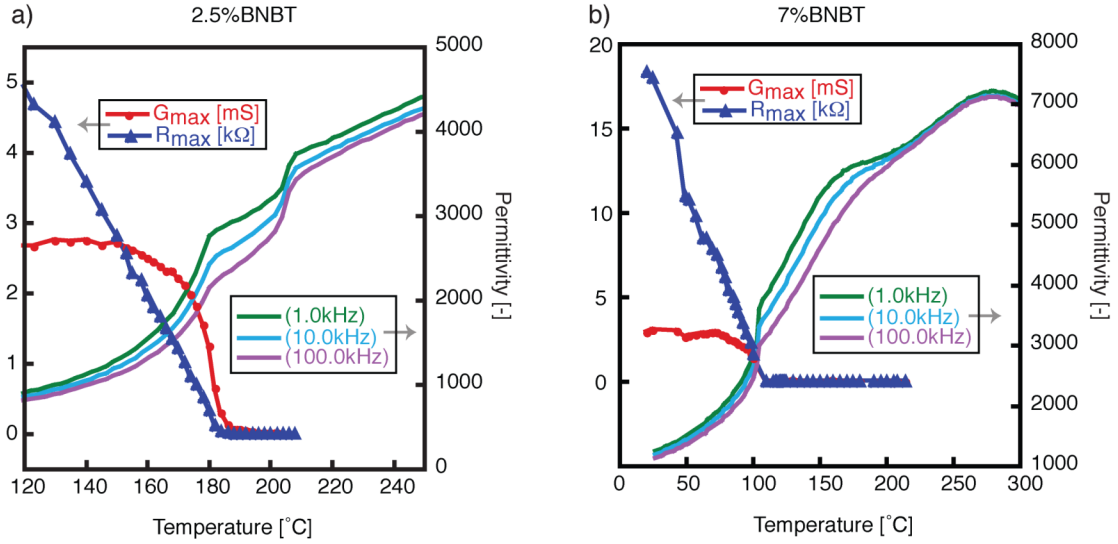 a) 2.5%BNBT
5
4
3
2
1
0
120 140 160 180 200 220 240
5000
4000
3000
2000
1000
0
Gmax [mS]
Rmax [kΩ]
(1.0kHz)
(10.0kHz)
(100.0kHz)
Permittivity [-]
Temperature [°C]
b) 7%BNBT
20
15
10
5
0
0 50 100 150 200 250 300
8000
7000
6000
5000
4000
3000
2000
1000
Gmax [mS]
Rmax [kΩ]
(1.0kHz)
(10.0kHz)
(100.0kHz)
Permittivity [-]
Temperature [°C]